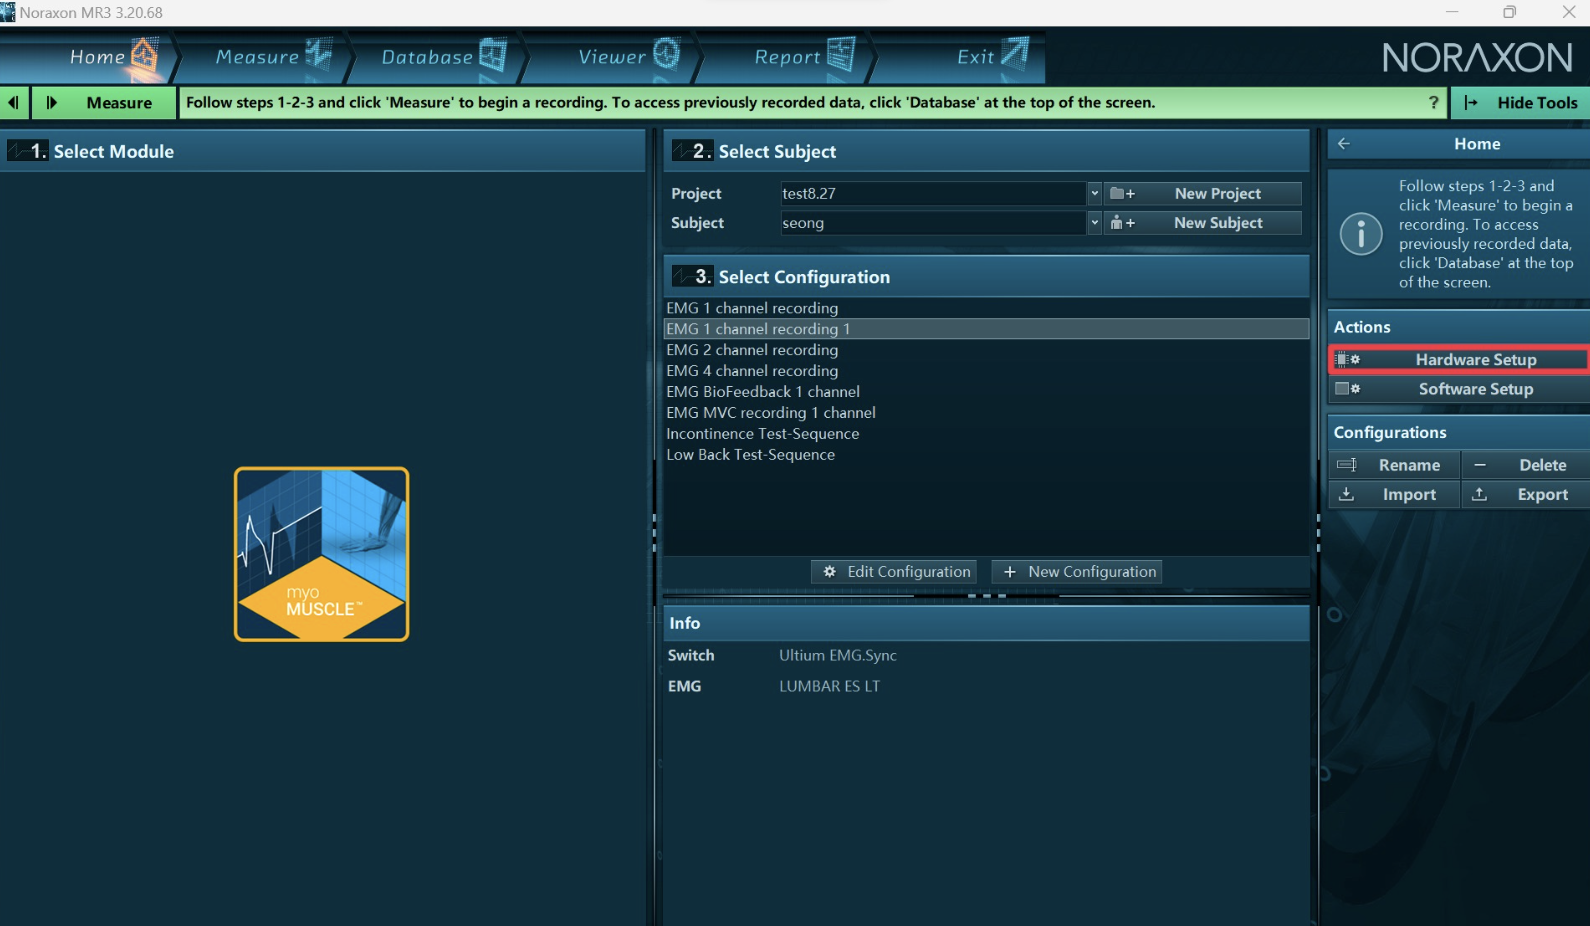 Noraxon MR3 3.20.68
Home
Measure
Database
Viewer
Report
Exit
NORAXON
Measure
Follow steps 1-2-3 and click 'Measure' to begin a recording. To access previously recorded data, click 'Database' at the top of the screen.
?
Hide Tools
1. Select Module
myo
MUSCLE™
2. Select Subject
Project
test8.27
New Project
Subject
seong
New Subject
3. Select Configuration
EMG 1 channel recording
EMG 1 channel recording 1
EMG 2 channel recording
EMG 4 channel recording
EMG BioFeedback 1 channel
EMG MVC recording 1 channel
Incontinence Test-Sequence
Low Back Test-Sequence
Edit Configuration
+ New Configuration
Info
Switch
Ultium EMG.Sync
EMG
LUMBAR ES LT
Home
Follow steps 1-2-3 and
click 'Measure' to begin a
recording. To access
previously recorded data,
click 'Database' at the top
of the screen.
Actions
Hardware Setup
Software Setup
Configurations
Rename
Delete
Import
Export